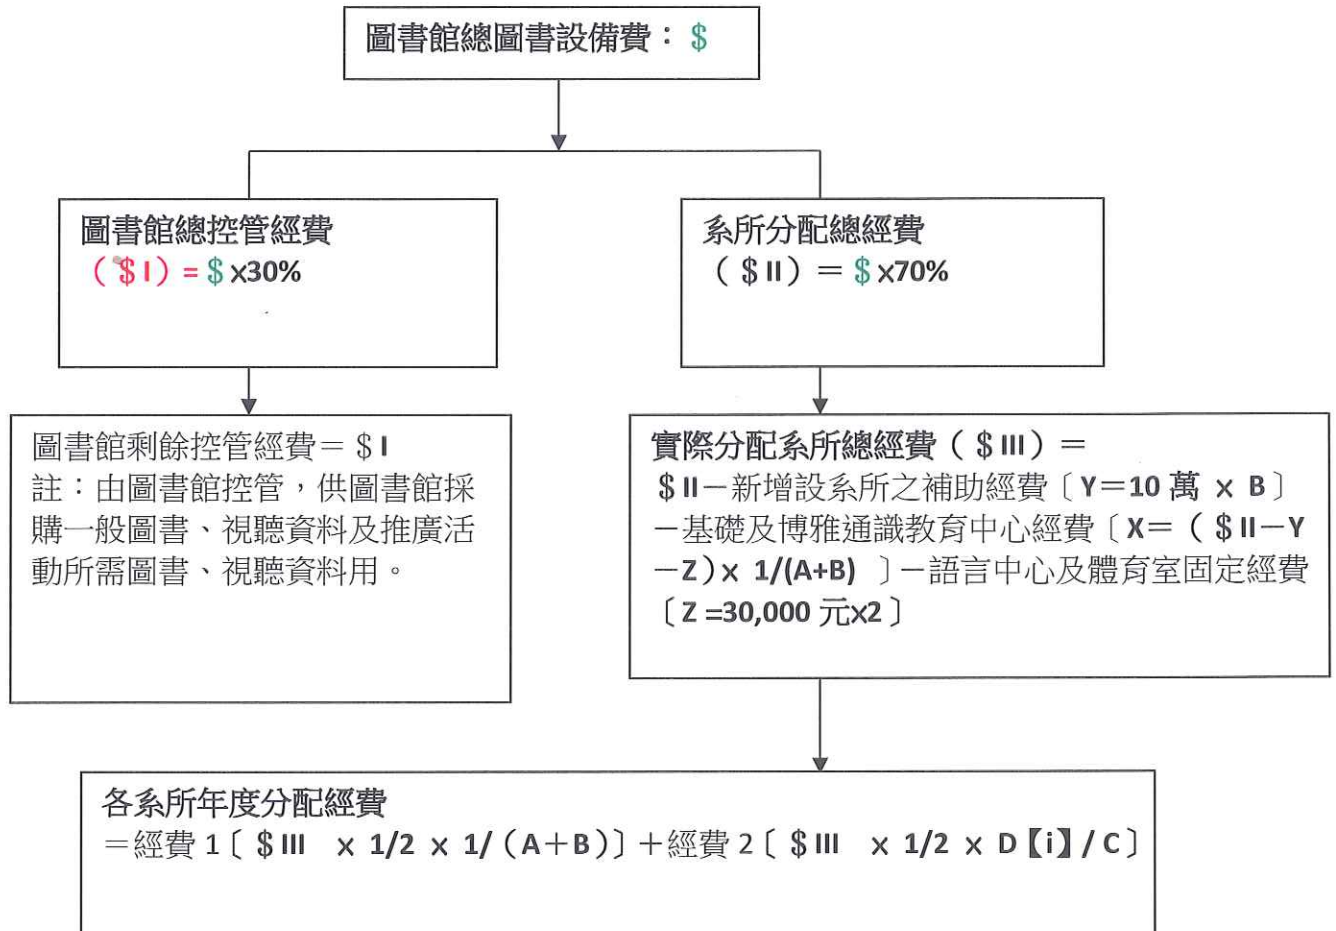 圖書館總圖書設備費：$
圖書館總控管經費
（$I）=$x30%
系所分配總經費
（$II）＝$x70%
圖書館剩餘控管經費＝$I
註：由圖書館控管，供圖書館採
購一般圖書、視聽資料及推廣活
動所需圖書、視聽資料用。
實際分配系所總經費（$III）＝
$II－新增設系所之補助經費〔Y＝10 萬 x B〕
－基礎及博雅通識教育中心經費〔X＝（$II－Y
－Z）x 1/(A+B) 〕－語言中心及體育室固定經費
〔Z =30,000 元x2〕
各系所年度分配經費
＝經費 1〔$III x 1/2 x 1/（A＋B）〕＋經費 2〔$III x 1/2 x D【i】/ C〕